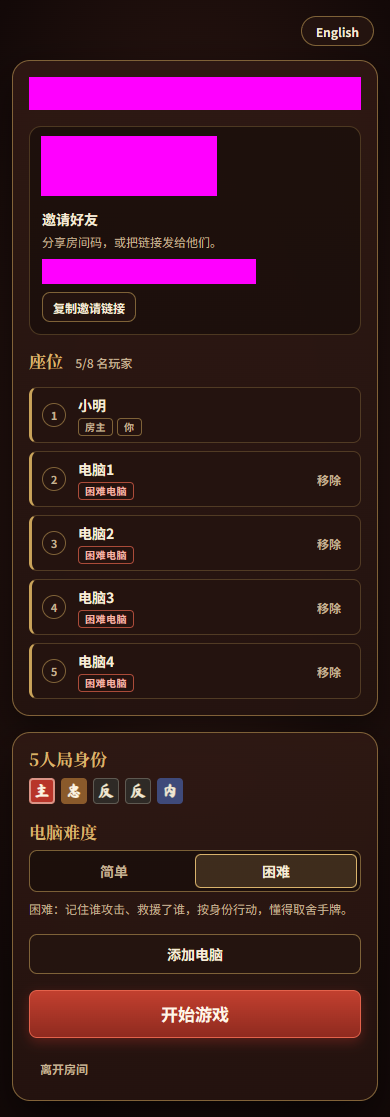 English
邀请好友
分享房间码，或把链接发给他们。
复制邀请链接
座位 5/8 名玩家
1 小明
房主 你
2 电脑1 移除
困难电脑
3 电脑2 移除
困难电脑
4 电脑3 移除
困难电脑
5 电脑4 移除
困难电脑
5人局身份
主 忠 反 反 内
电脑难度
简单 困难
困难：记住谁攻击、救援了谁，按身份行动，懂得取舍手牌。
添加电脑
开始游戏
离开房间